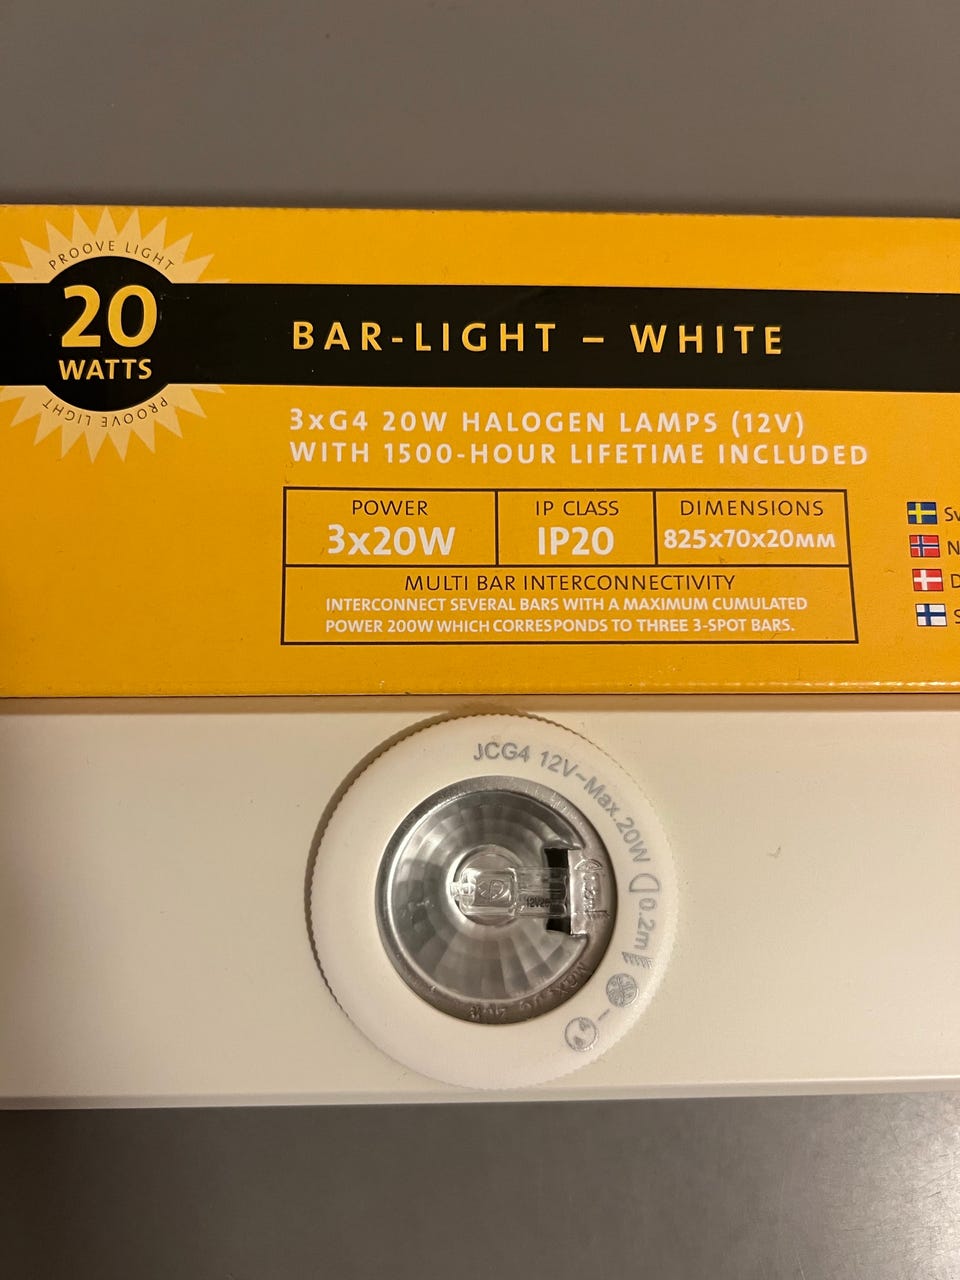 PROOVE LIGHT
20
WATTS
PROOVE LIGHT
BAR-LIGHT – WHITE
3xG4 20W HALOGEN LAMPS (12V)
WITH 1500-HOUR LIFETIME INCLUDED
POWER
3x20W
IP CLASS
IP20
DIMENSIONS
825x70x20MM
MULTI BAR INTERCONNECTIVITY
INTERCONNECT SEVERAL BARS WITH A MAXIMUM CUMULATED
POWER 200W WHICH CORRESPONDS TO THREE 3-SPOT BARS.
Sv
N
D
S
JCG4 12V~Max.20W 0.2m